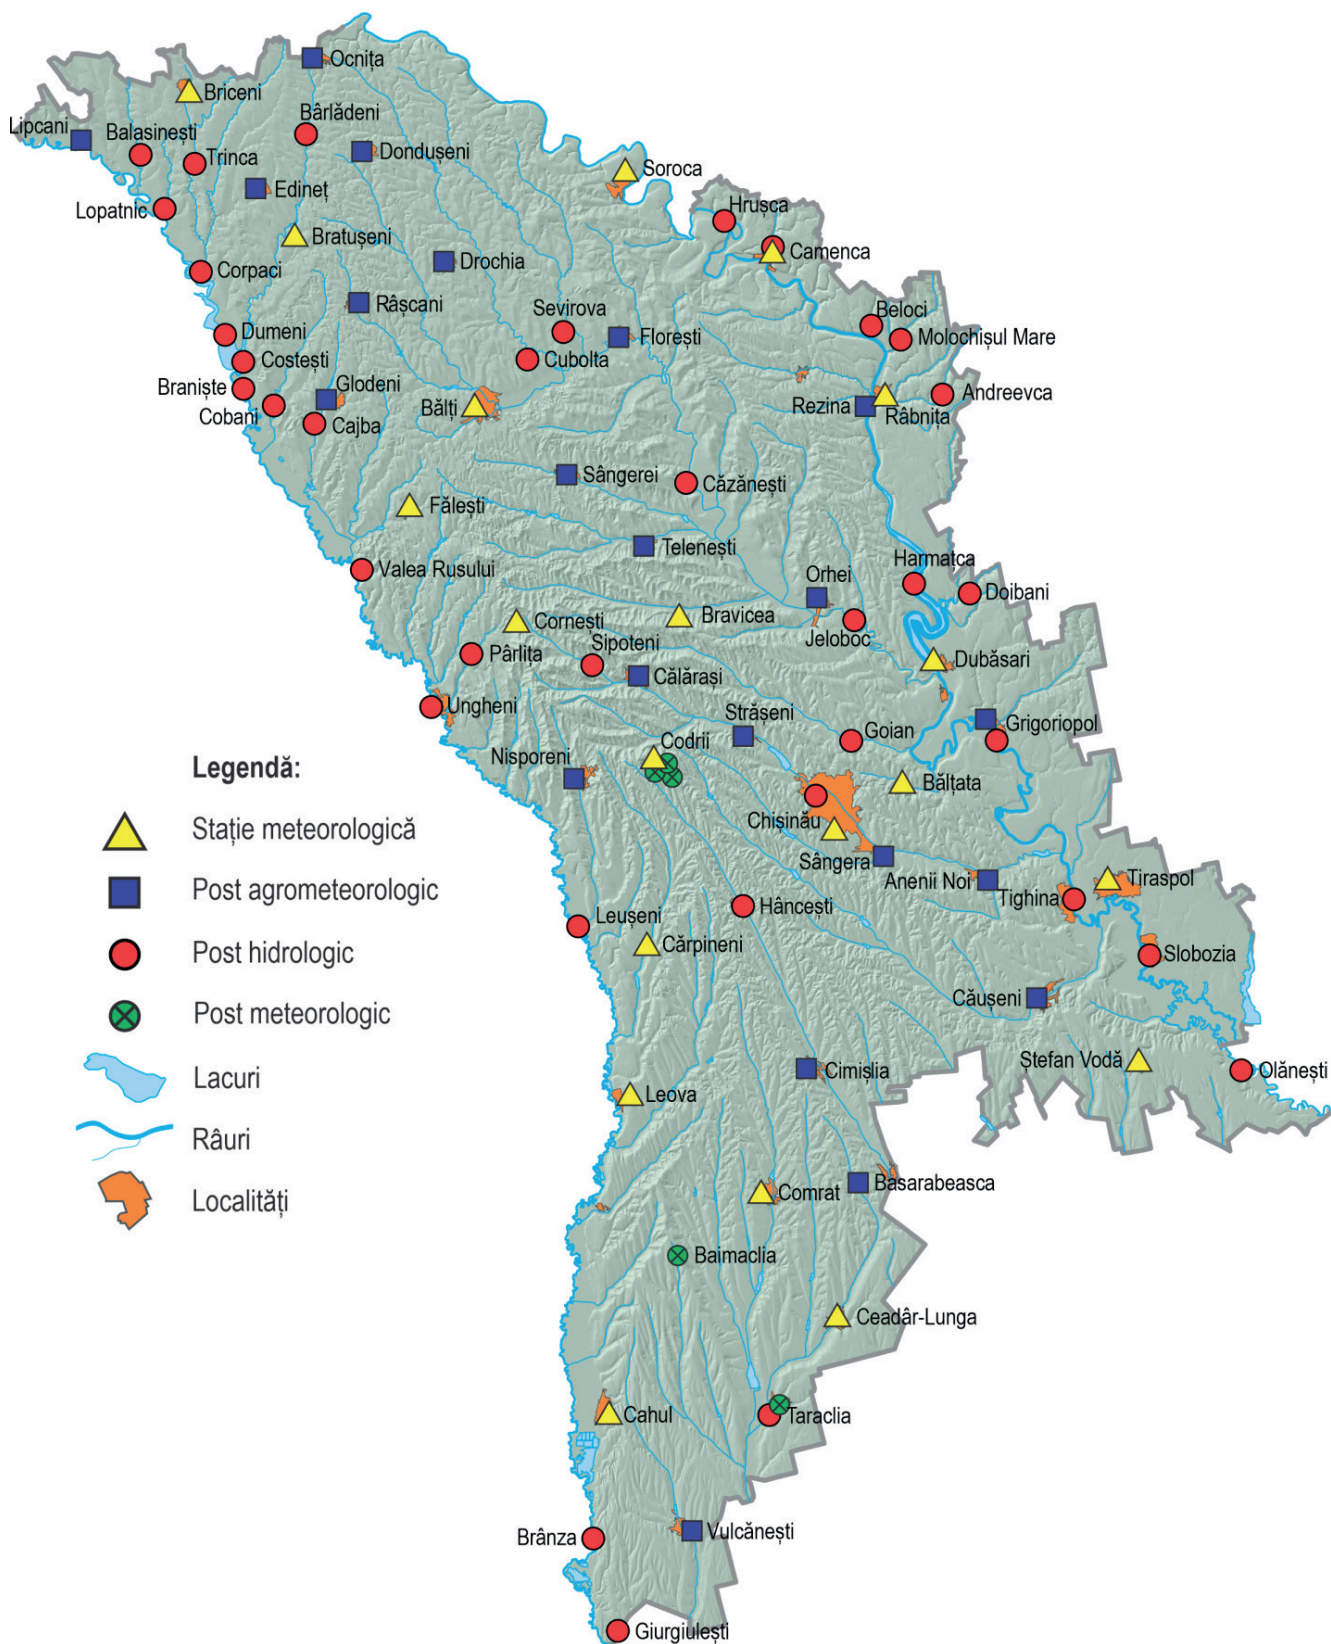 Ocnița
Briceni
Bârlădeni
Lipcani
Balasinești
Trinca
Dondușeni
Soroca
Edineț
Lopatnic
Hrușca
Bratușeni
Camenca
Drochia
Corpaci
Râșcani
Sevirova
Beloci
Dumeni
Florești
Molochișul Mare
Costești
Cubolta
Braniște
Glodeni
Andreevca
Cobani
Bălți
Rezina
Râbnița
Cajba
Sângerei
Căzănești
Fălești
Telenești
Harmațca
Valea Rusului
Orhei
Doibani
Cornești
Bravicea
Sipoteni
Jeloboc
Pârlița
Dubăsari
Călărași
Ungheni
Strășeni
Goian
Grigoriopol
Codrii
Nisporeni
Bălțata
Legendă:
Stație meteorologică
Post agrometeorologic
Post hidrologic
Post meteorologic
Lacuri
Râuri
Localități
Chișinău
Sângera
Anenii Noi
Tiraspol
Tighina
Hâncești
Leușeni
Cărpineni
Slobozia
Căușeni
Ștefan Vodă
Olănești
Cimișlia
Leova
Basarabeasca
Comrat
Baimaclia
Ceadâr-Lunga
Cahul
Taraclia
Brânza
Vulcănești
Giurgiulești